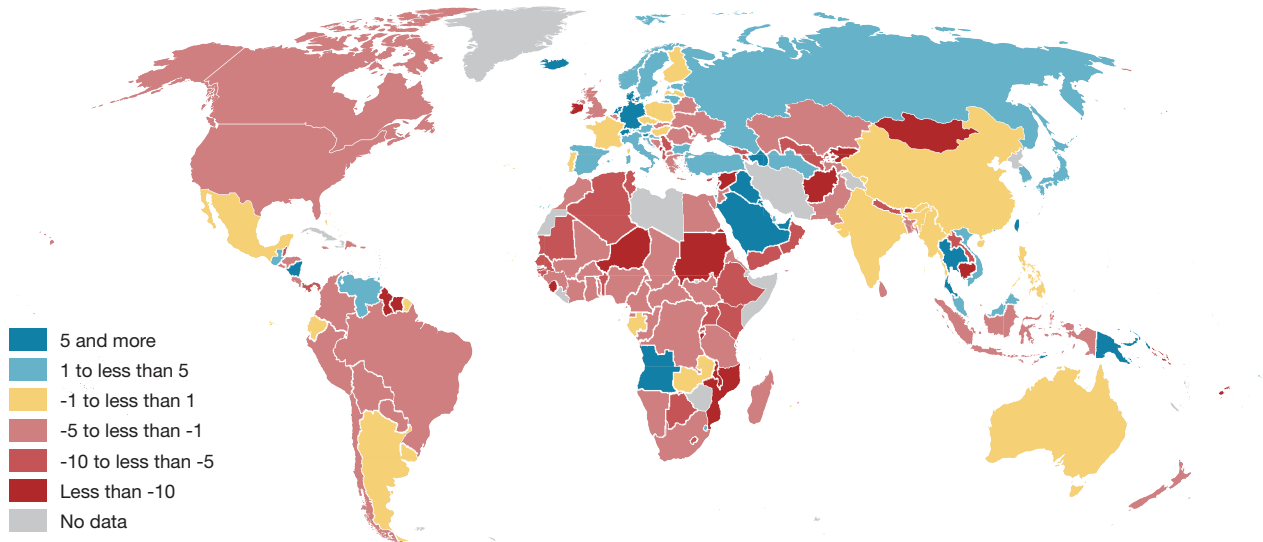 5 and more
1 to less than 5
-1 to less than 1
-5 to less than -1
-10 to less than -5
Less than -10
No data